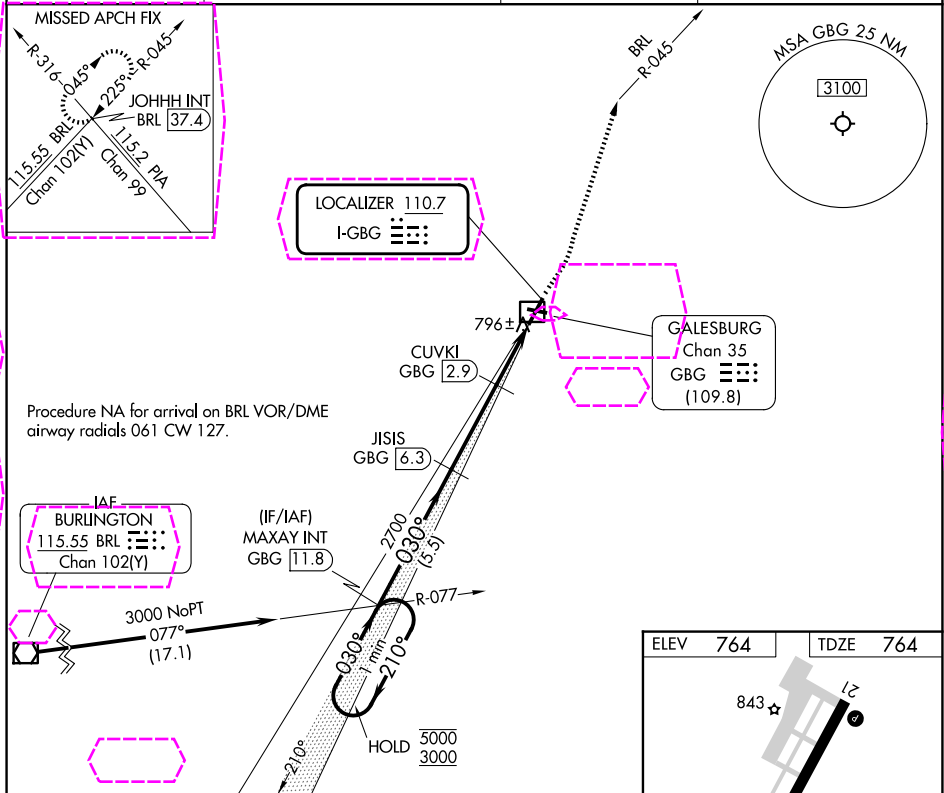 MISSED APCH FIX
R-316
045°
225°
R-045
JOHHH INT
BRL 37.4
115.55 BRL
Chan 102(Y)
115.2 PIA
Chan 99
BRL
R-045
MSA GBG 25 NM
3100
LOCALIZER 110.7
I-GBG
796±
GALESBURG
Chan 35
GBG
(109.8)
CUVKI
GBG 2.9
Procedure NA for arrival on BRL VOR/DME
airway radials 061 CW 127.
JISIS
GBG 6.3
IAF
BURLINGTON
115.55 BRL
Chan 102(Y)
(IF/IAF)
MAXAY INT
GBG 11.8
2700
030°
(5.5)
3000 NoPT
077°
(17.1)
R-077
030°
1 min
210°
HOLD 5000
3000
210°
ELEV 764
TDZE 764
843
21
P